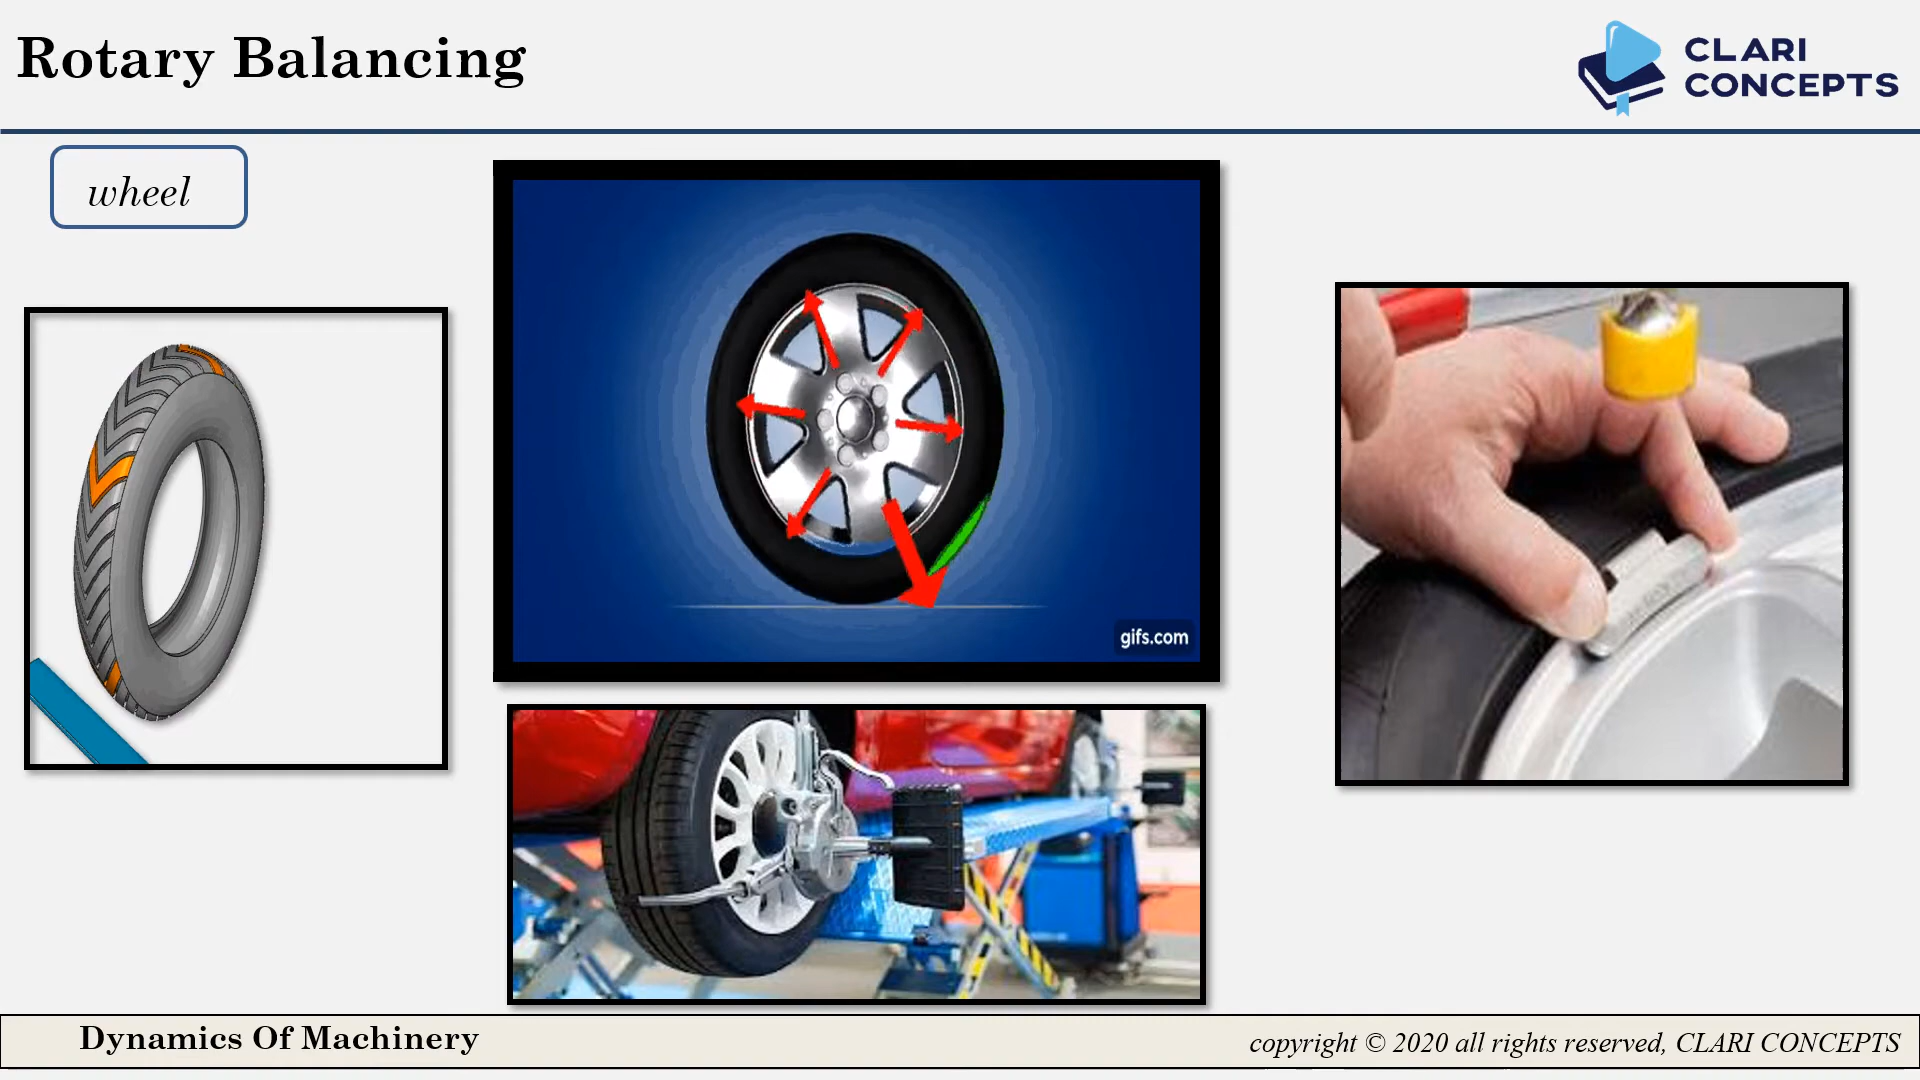 Rotary Balancing
CLARI
CONCEPTS
wheel
gifs.com
Dynamics Of Machinery
copyright © 2020 all rights reserved, CLARI CONCEPTS